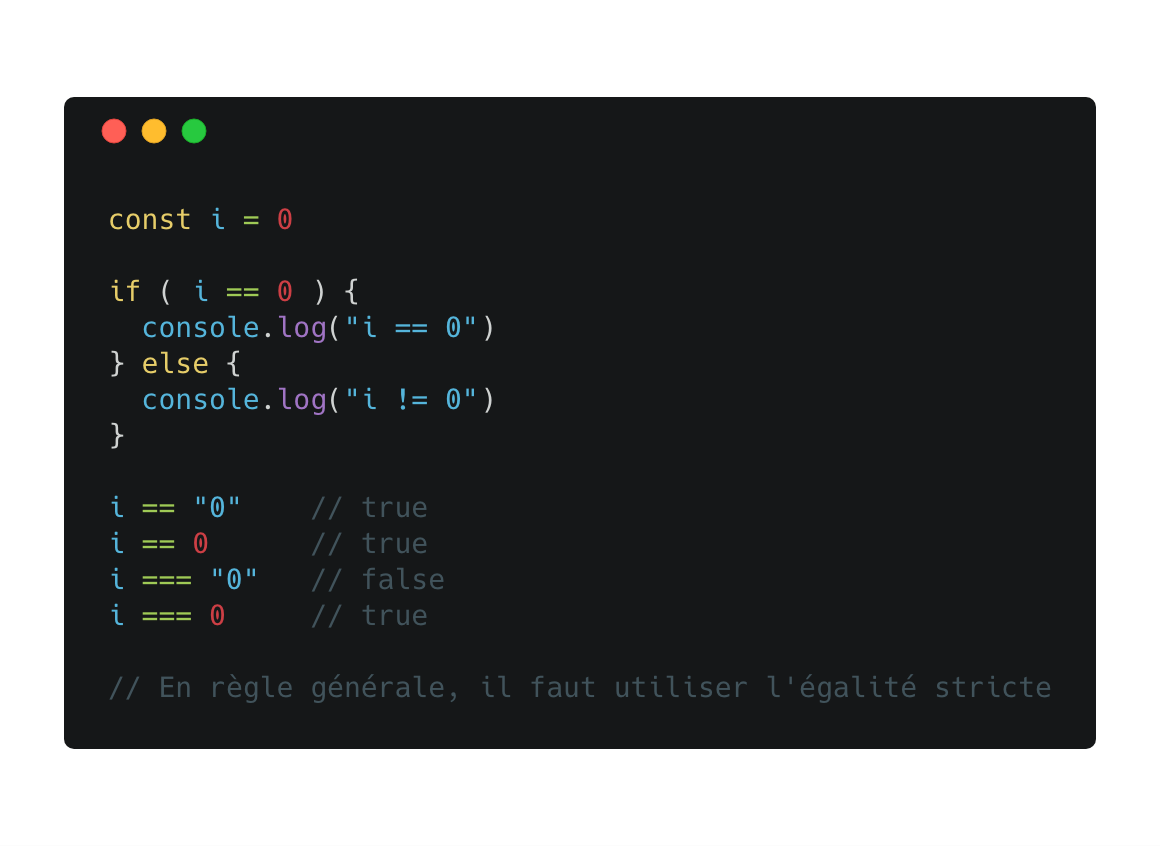 const i = 0
if ( i == 0 ) {
console.log("i == 0")
} else {
console.log("i != 0")
}
i == "0" // true
i == 0 // true
i === "0" // false
i === 0 // true
// En règle générale, il faut utiliser l'égalité stricte